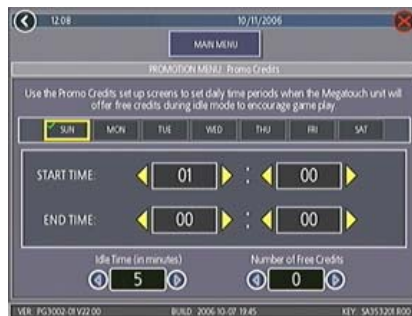 12:08 10/11/2006
MAIN MENU
PROMOTION MENU: Promo Credits
Use the Promo Credits set up screens to set daily time periods when the Megatouch unit will
offer free credits during idle mode to encourage game play.
SUN MON TUE WED THU FRI SAT
START TIME: 01 : 00
END TIME: 00 : 00
Idle Time (in minutes) Number of Free Credits
5 0
VER: PG3002-01 V22.00 BUILD: 2006-10-07 19:45 KEY: SA353201 R00